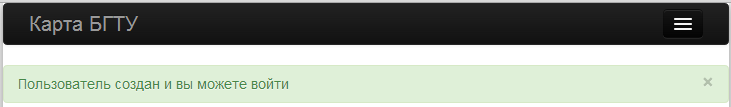 Карта БГТУ
Пользователь создан и вы можете войти ×